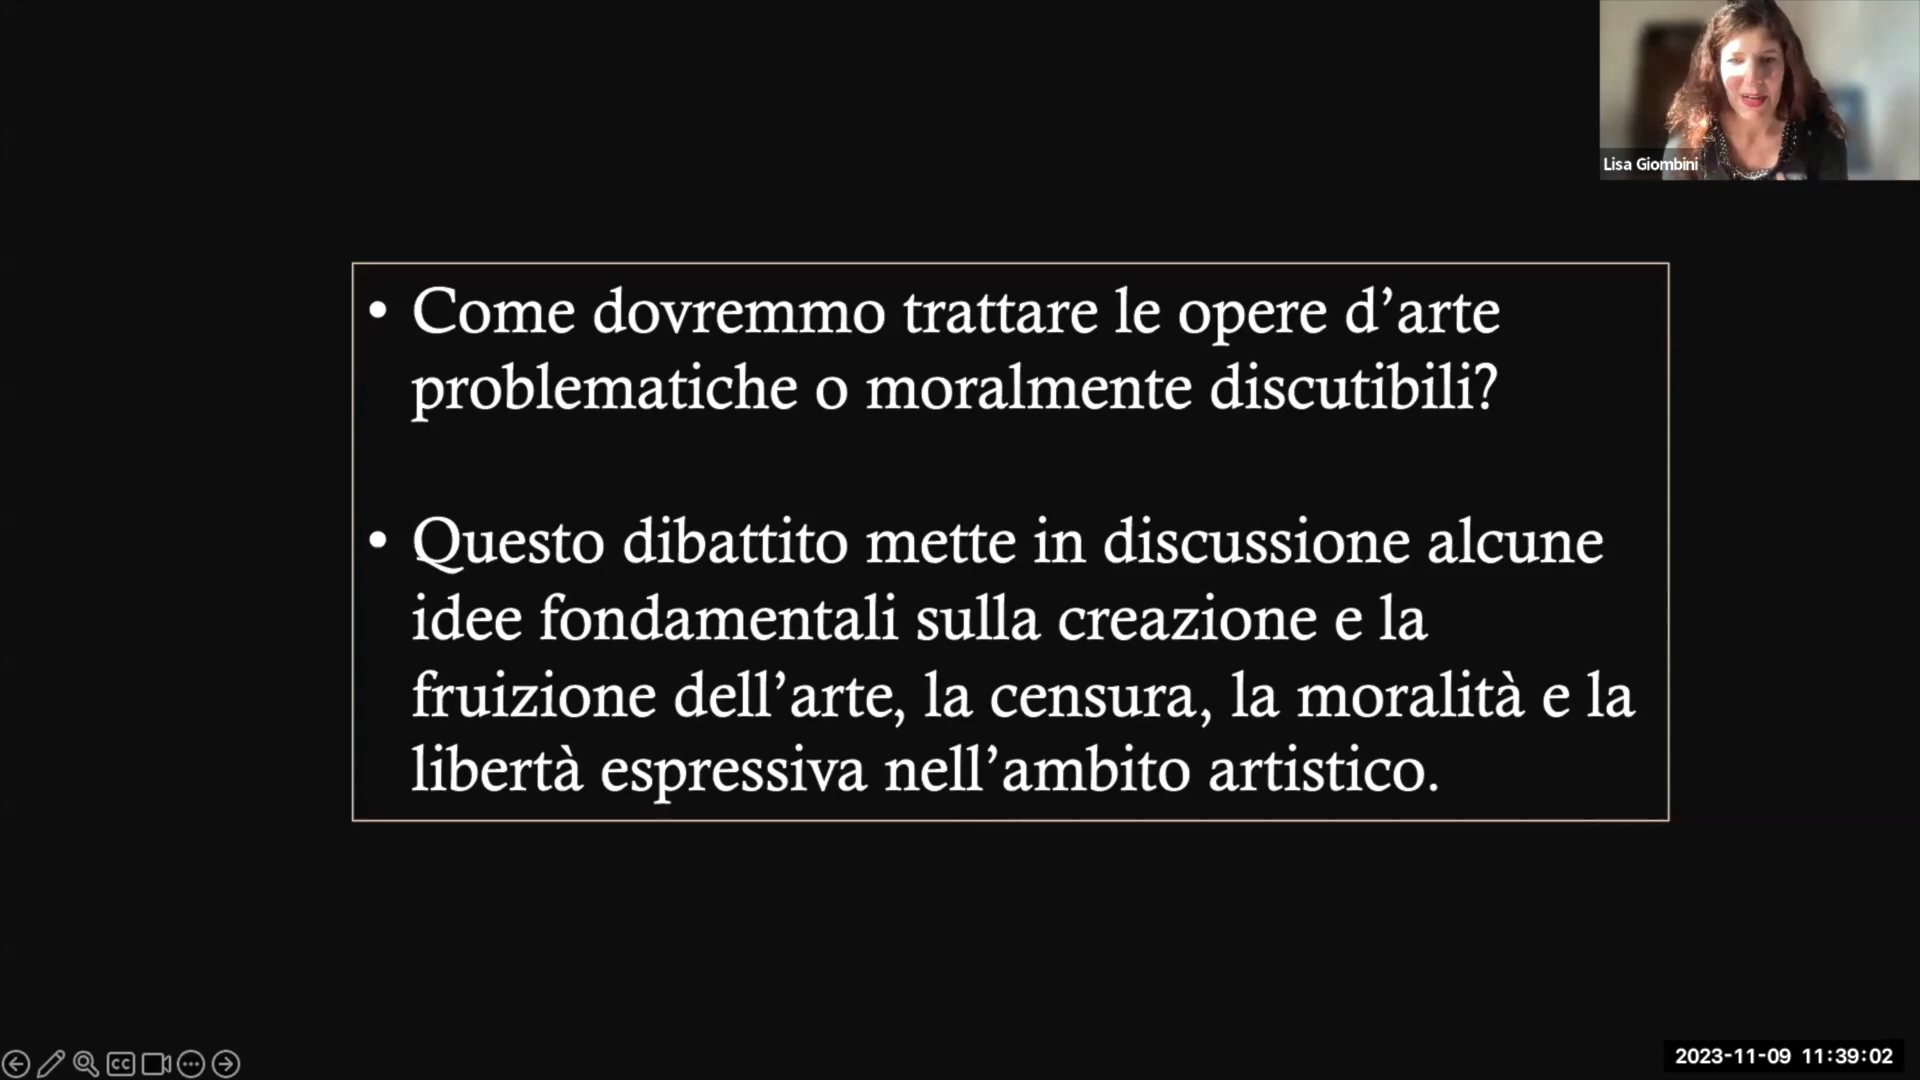 Lisa Giombini
• Come dovremmo trattare le opere d’arte
problematiche o moralmente discutibili?
• Questo dibattito mette in discussione alcune
idee fondamentali sulla creazione e la
fruizione dell’arte, la censura, la moralità e la
libertà espressiva nell’ambito artistico.
CC
2023-11-09 11:39:02